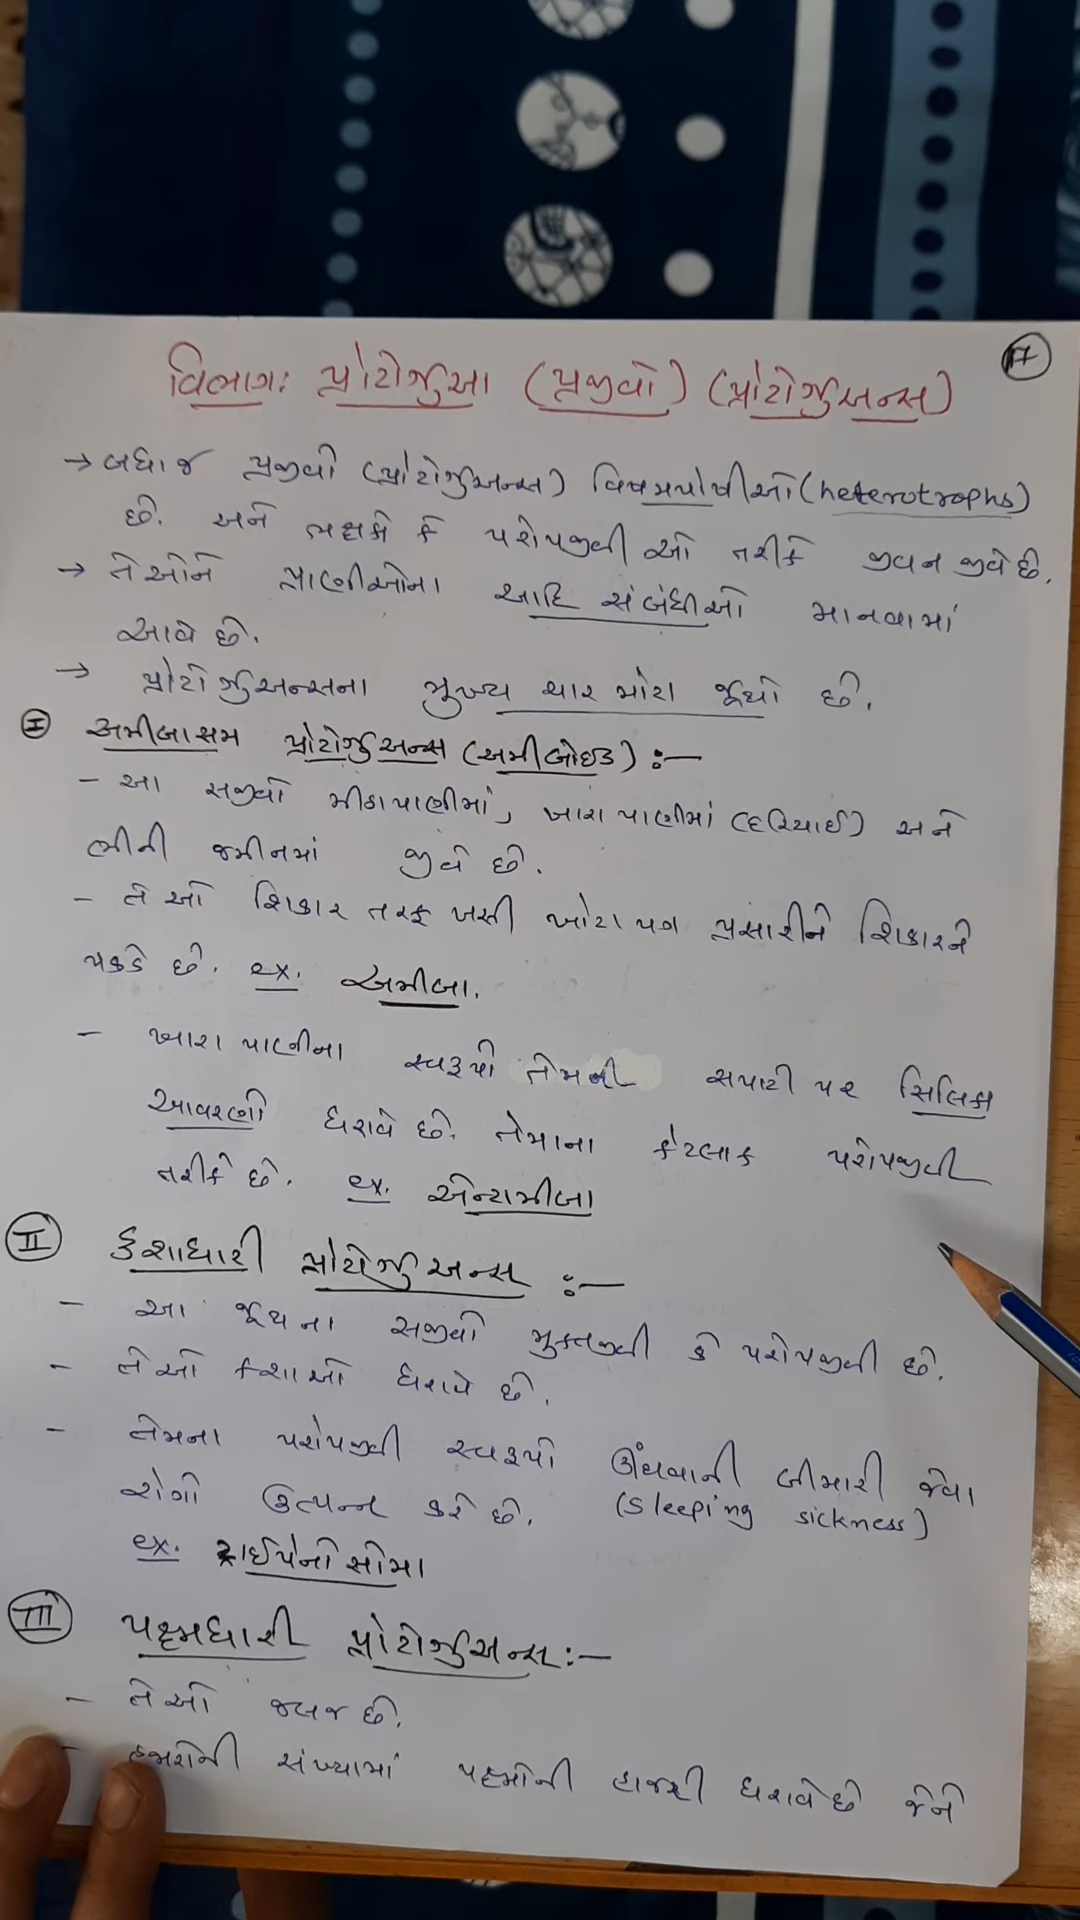 17
વિભાગ: પ્રોટોઝુઆ (પ્રજીવો) (પ્રોટોઝુઅન્સ)
→ બધા જ પ્રજીવો (પ્રોટોઝુઅન્સ) વિષમપોષીઓ (heterotrophs)
છે. અને ભક્ષકો કે પરોપજીવીઓ તરીકે જીવન જીવે છે.
→ તેઓને પ્રાણીઓના આદિ સંબંધીઓ માનવામાં
આવે છે.
→ પ્રોટોઝુઅન્સના મુખ્ય ચાર મોટા જૂથો છે.
I અમીબાસમ પ્રોટોઝુઅન્સ (અમીબોઇડ) :-
- આ સજીવો મીઠા પાણીમાં, ખારા પાણીમાં (દરિયાઈ) અને
ભીની જમીનમાં જીવે છે.
- તેઓ શિકાર તરફ ખસી ખોટા પગ પ્રસારીને શિકારને
પકડે છે. ex. અમીબા.
- ખારા પાણીના સ્વરૂપો તેમની સપાટી પર સિલિકા
આવરણો ધરાવે છે. તેમાના કેટલાક પરોપજીવી
તરીકે છે. ex. એન્ટામીબા
II કશાધારી પ્રોટોઝુઅન્સ :-
- આ જૂથના સજીવો મુક્તજીવી કે પરોપજીવી છે.
- તેઓ કશાઓ ધરાવે છે.
- તેમના પરોપજીવી સ્વરૂપો ઊંઘવાની બીમારી જેવા
રોગો ઉત્પન્ન કરે છે. (sleeping sickness)
ex. ટ્રાઈપેનોસોમા
III પક્ષ્મધારી પ્રોટોઝુઅન્સ :-
- તેઓ જલજ છે.
- હજારોની સંખ્યામાં પક્ષ્મોની હાજરી ધરાવે છે જેને